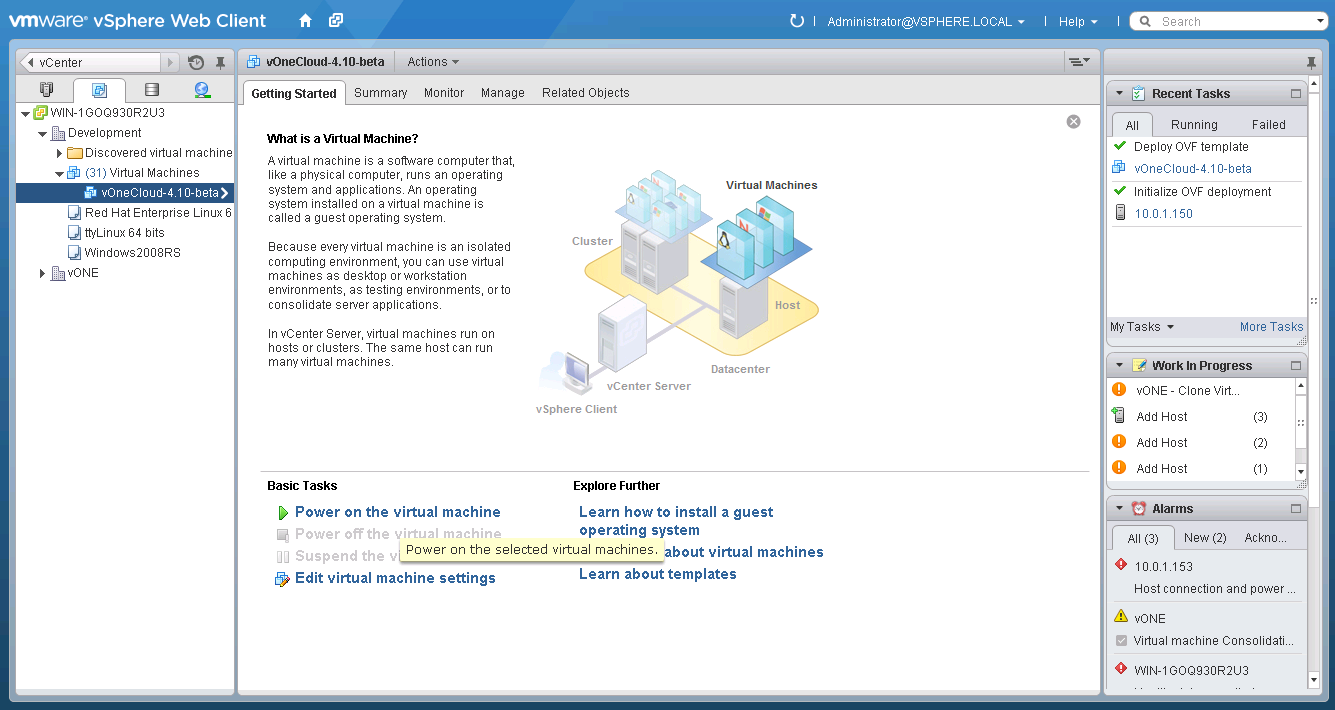 vmware® vSphere Web Client
Administrator@VSPHERE.LOCAL
Help
Search
vCenter
WIN-1GOQ930R2U3
Development
Discovered virtual machine
(31) Virtual Machines
vOneCloud-4.10-beta
Red Hat Enterprise Linux 6
ttyLinux 64 bits
Windows2008RS
vONE
vOneCloud-4.10-beta
Actions
Getting Started
Summary
Monitor
Manage
Related Objects
What is a Virtual Machine?
A virtual machine is a software computer that,
like a physical computer, runs an operating
system and applications. An operating
system installed on a virtual machine is
called a guest operating system.
Because every virtual machine is an isolated
computing environment, you can use virtual
machines as desktop or workstation
environments, as testing environments, or to
consolidate server applications.
In vCenter Server, virtual machines run on
hosts or clusters. The same host can run
many virtual machines.
Virtual Machines
Cluster
Host
Datacenter
vCenter Server
vSphere Client
Basic Tasks
Power on the virtual machine
Power off the virtual machine
Suspend the v
Edit virtual machine settings
Power on the selected virtual machines.
Explore Further
Learn how to install a guest
operating system
about virtual machines
Learn about templates
Recent Tasks
All
Running
Failed
Deploy OVF template
vOneCloud-4.10-beta
Initialize OVF deployment
10.0.1.150
My Tasks
More Tasks
Work In Progress
vONE - Clone Virt...
Add Host (3)
Add Host (2)
Add Host (1)
Alarms
All (3)
New (2)
Ackno...
10.0.1.153
Host connection and power ...
vONE
Virtual machine Consolidati...
WIN-1GOQ930R2U3